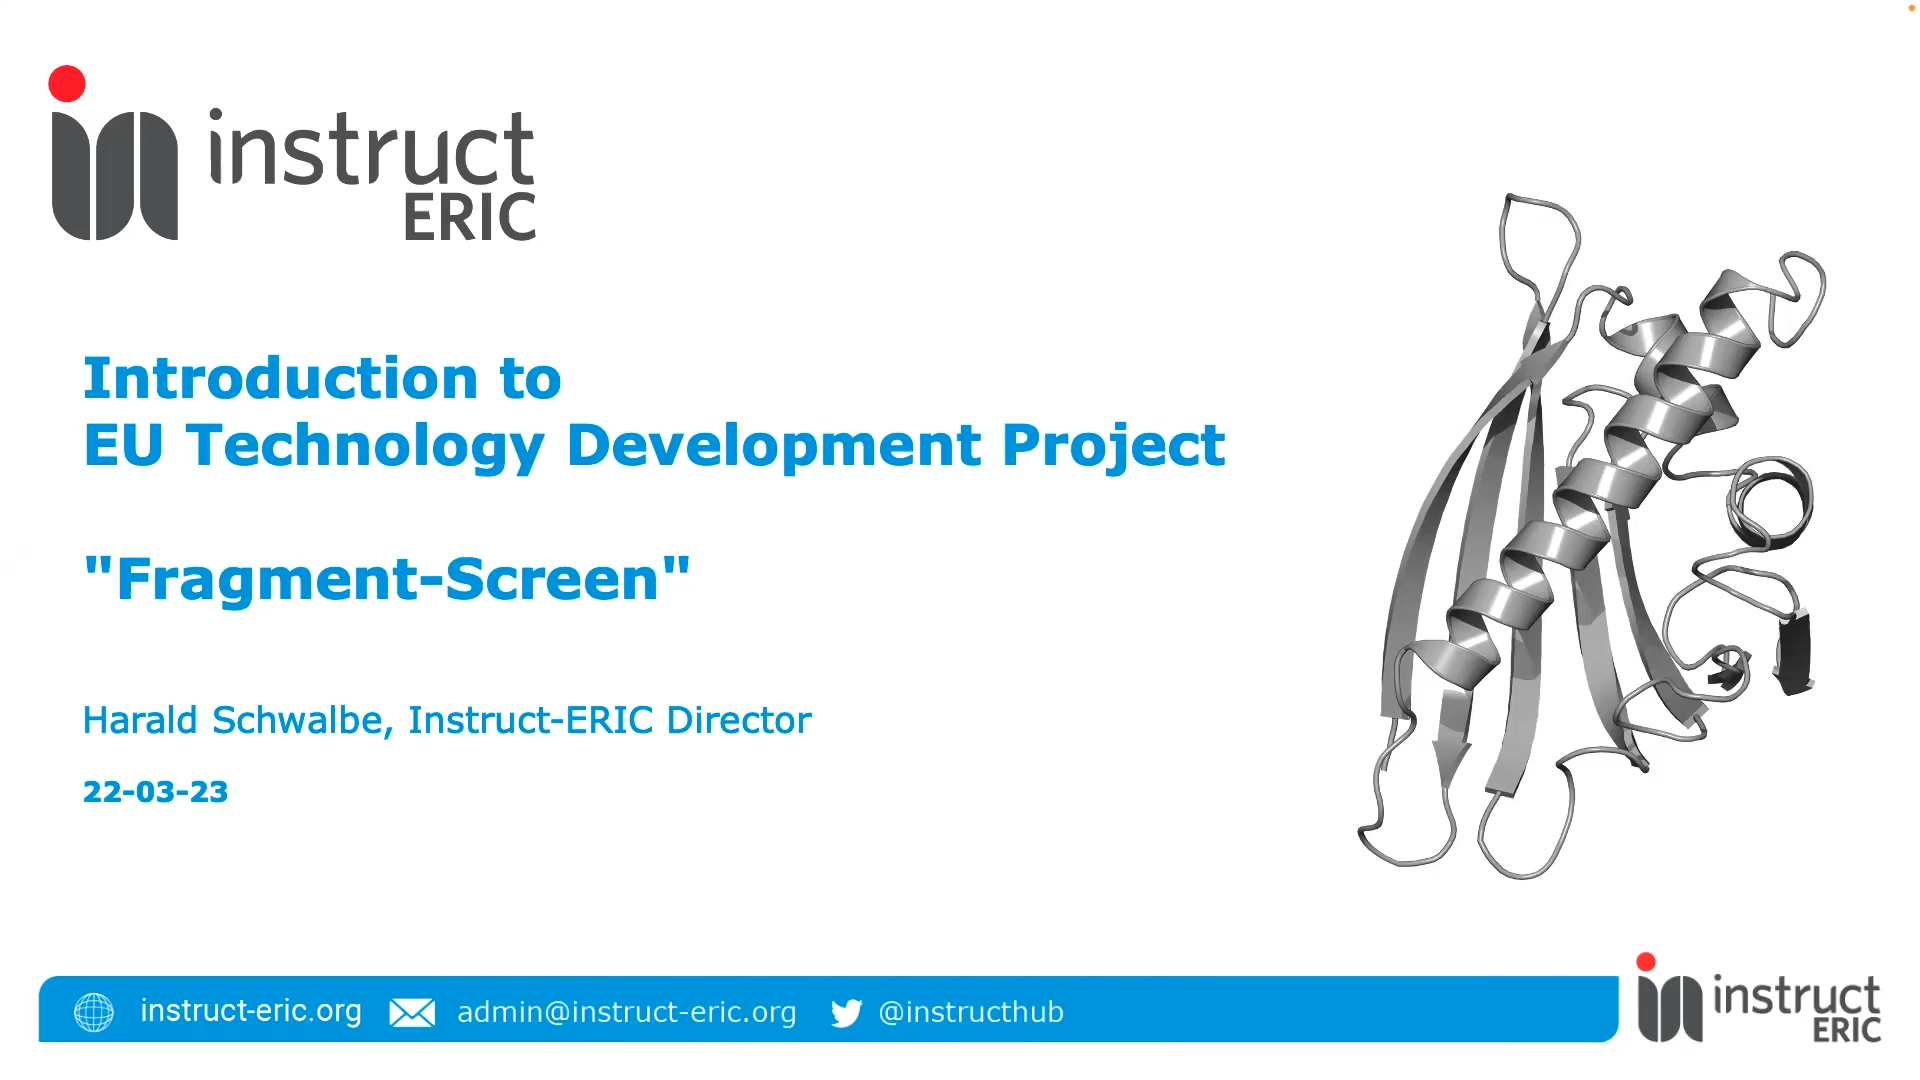 instruct
ERIC
Introduction to
EU Technology Development Project
"Fragment-Screen"
Harald Schwalbe, Instruct-ERIC Director
22-03-23
instruct-eric.org admin@instruct-eric.org @instructhub
instruct
ERIC